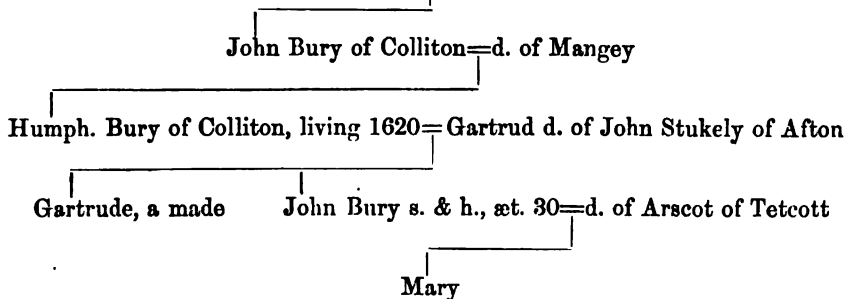 John Bury of Colliton=d. of Mangey
Humph. Bury of Colliton, living 1620=Gartrud d. of John Stukely of Afton
Gartrude, a made John Bury s. & h., æt. 30=d. of Arscot of Tetcott
Mary